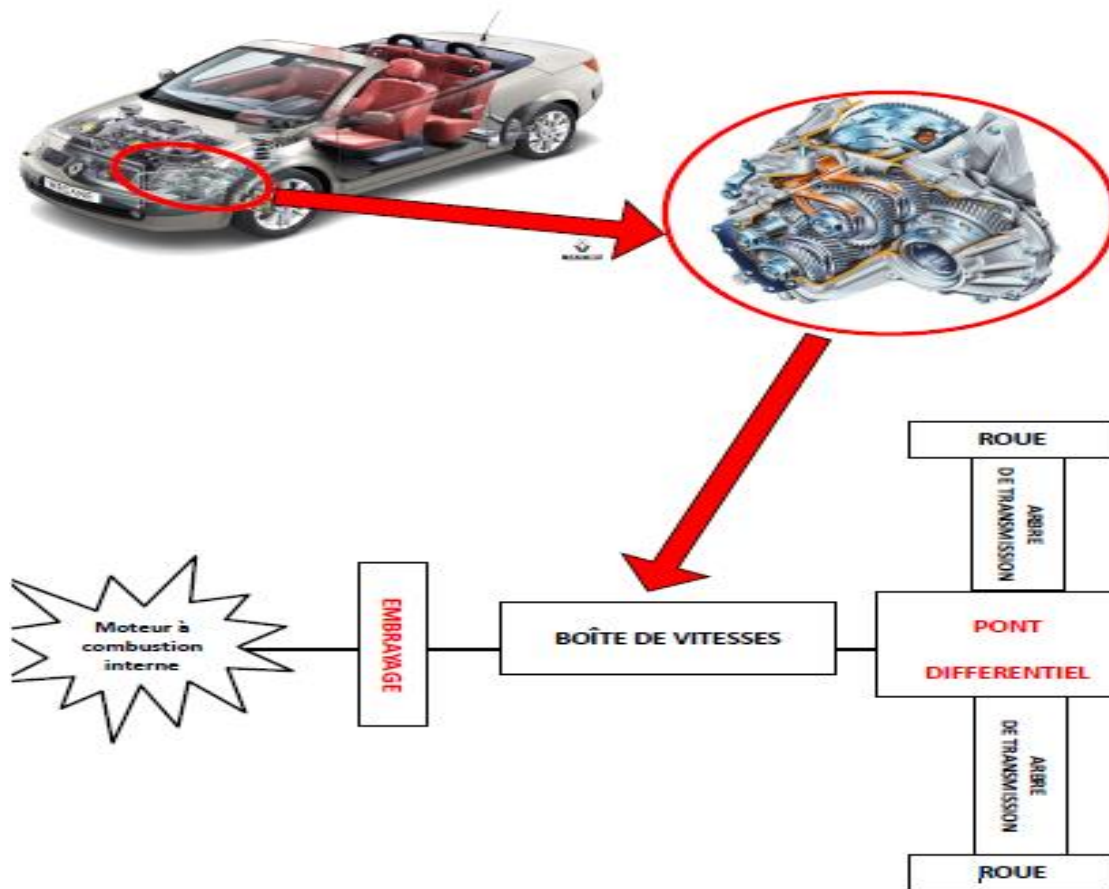 ROUE
ARBRE
DE TRANSMISSION
Moteur à
combustion
interne
EMBRAYAGE
BOÎTE DE VITESSES
PONT
DIFFERENTIEL
ARBRE
DE TRANSMISSION
ROUE